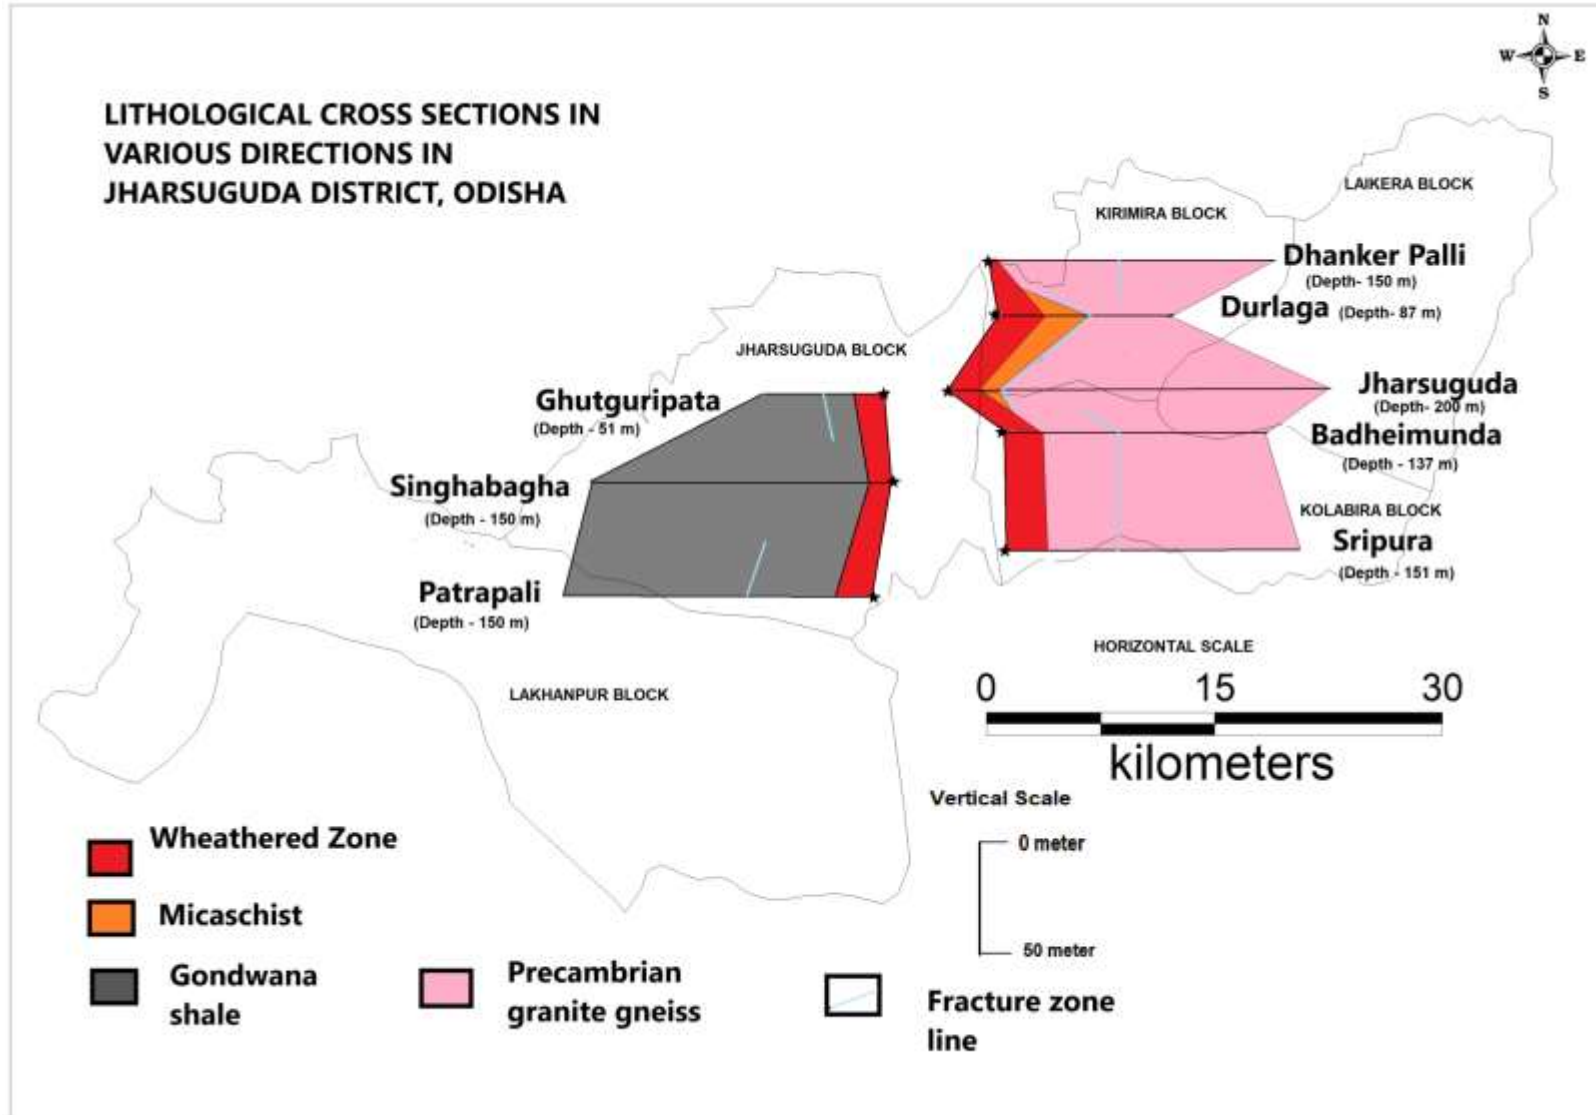 N
W E
S
LITHOLOGICAL CROSS SECTIONS IN
VARIOUS DIRECTIONS IN
JHARSUGUDA DISTRICT, ODISHA
LAIKERA BLOCK
KIRIMIRA BLOCK
Dhanker Palli
(Depth- 150 m)
Durlaga (Depth- 87 m)
JHARSUGUDA BLOCK
Ghutguripata
(Depth - 51 m)
Jharsuguda
(Depth- 200 m)
Badheimunda
(Depth - 137 m)
Singhabagha
(Depth - 150 m)
KOLABIRA BLOCK
Sripura
(Depth - 151 m)
Patrapali
(Depth - 150 m)
HORIZONTAL SCALE
LAKHANPUR BLOCK
0 15 30
kilometers
Vertical Scale
0 meter
50 meter
Wheathered Zone
Micaschist
Gondwana
shale
Precambrian
granite gneiss
Fracture zone
line